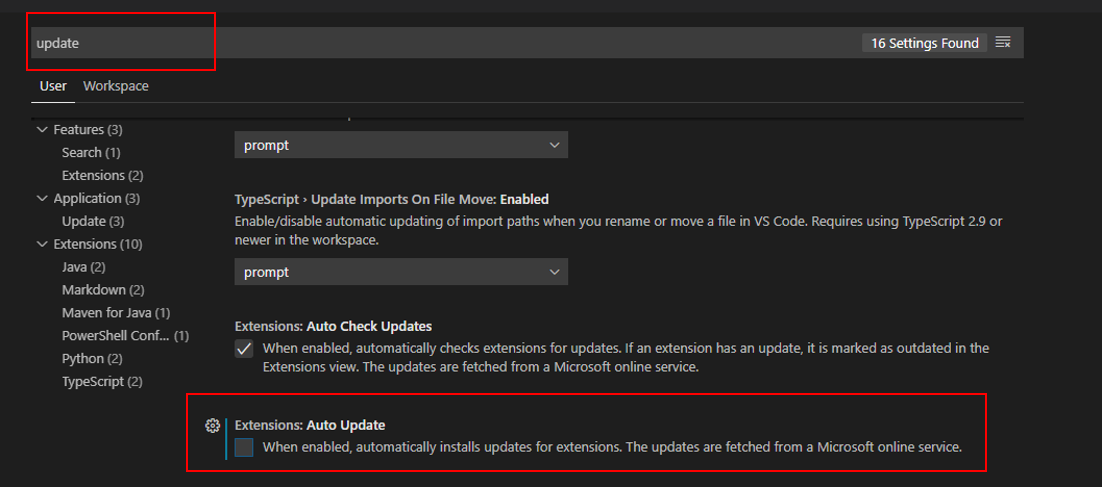 update
16 Settings Found
User Workspace
Features (3)
Search (1)
Extensions (2)
Application (3)
Update (3)
Extensions (10)
Java (2)
Markdown (2)
Maven for Java (1)
PowerShell Conf... (1)
Python (2)
TypeScript (2)
prompt
TypeScript › Update Imports On File Move: Enabled
Enable/disable automatic updating of import paths when you rename or move a file in VS Code. Requires using TypeScript 2.9 or
newer in the workspace.
prompt
Extensions: Auto Check Updates
When enabled, automatically checks extensions for updates. If an extension has an update, it is marked as outdated in the
Extensions view. The updates are fetched from a Microsoft online service.
Extensions: Auto Update
When enabled, automatically installs updates for extensions. The updates are fetched from a Microsoft online service.